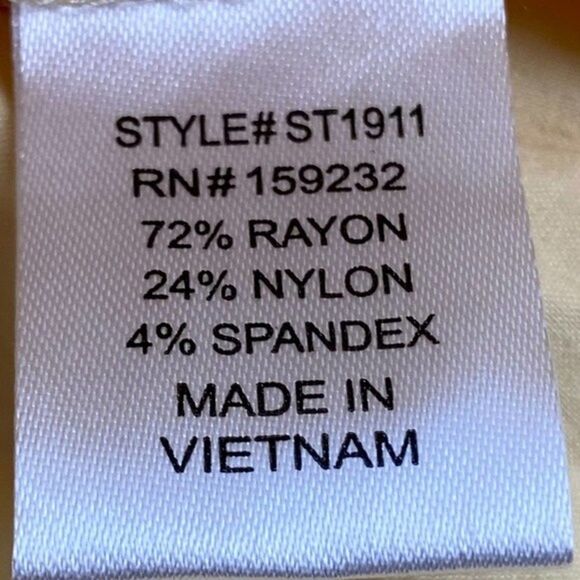 STYLE# ST1911
RN# 159232
72% RAYON
24% NYLON
4% SPANDEX
MADE IN
VIETNAM